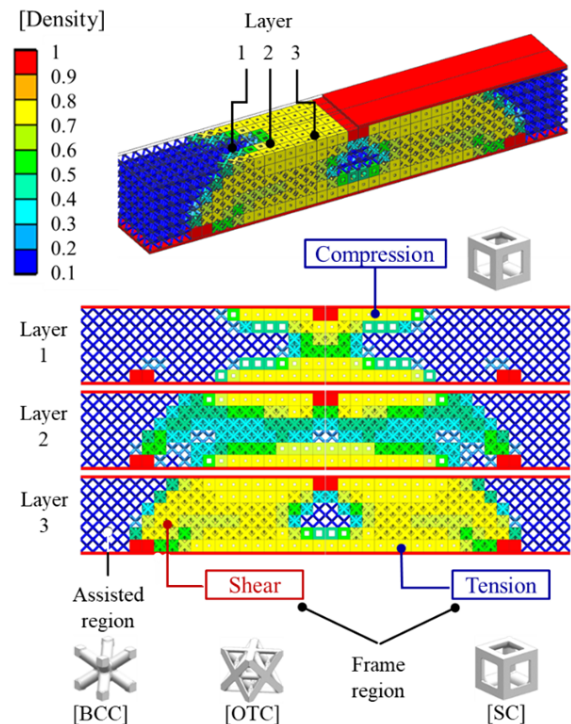 [Density]
1
0.9
0.8
0.7
0.6
0.5
0.4
0.3
0.2
0.1
Layer
1 2 3
Compression
Layer
1
Layer
2
Layer
3
Assisted
region
Shear
Tension
Frame
region
[BCC]
[OTC]
[SC]